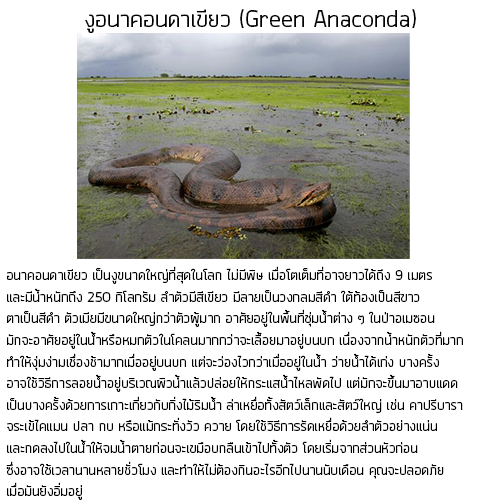 งูอนาคอนดาเขียว (Green Anaconda)
อนาคอนดาเขียว เป็นงูขนาดใหญ่ที่สุดในโลก ไม่มีพิษ เมื่อโตเต็มที่อาจยาวได้ถึง 9 เมตร
และมีน้ำหนักถึง 250 กิโลกรัม ลำตัวมีสีเขียว มีลายเป็นวงกลมสีดำ ใต้ท้องเป็นสีขาว
ตาเป็นสีดำ ตัวเมียมีขนาดใหญ่กว่าตัวผู้มาก อาศัยอยู่ในพื้นที่ชุ่มน้ำต่าง ๆ ในป่าอเมซอน
มักจะอาศัยอยู่ในน้ำหรือหมกตัวในโคลนมากกว่าจะเลื้อยมาอยู่บนบก เนื่องจากน้ำหนักตัวที่มาก
ทำให้งุ่มง่ามเชื่องช้ามากเมื่ออยู่บนบก แต่จะว่องไวกว่าเมื่ออยู่ในน้ำ ว่ายน้ำได้เก่ง บางครั้ง
อาจใช้วิธีการลอยน้ำอยู่บริเวณผิวน้ำแล้วปล่อยให้กระแสน้ำไหลพัดไป แต่มักจะขึ้นมาอาบแดด
เป็นบางครั้งด้วยการเกาะเกี่ยวกับกิ่งไม้ริมน้ำ ล่าเหยื่อทั้งสัตว์เล็กและสัตว์ใหญ่ เช่น คาปรีบารา
จระเข้ไคแมน ปลา กบ หรือแม้กระทั่งวัว ควาย โดยใช้วิธีการรัดเหยื่อด้วยลำตัวอย่างแน่น
และกดลงไปในน้ำให้จมน้ำตายก่อนจะเขมือบกลืนเข้าไปทั้งตัว โดยเริ่มจากส่วนหัวก่อน
ซึ่งอาจใช้เวลานานหลายชั่วโมง และทำให้ไม่ต้องกินอะไรอีกไปนานนับเดือน คุณจะปลอดภัย
เมื่อมันยังอิ่มอยู่